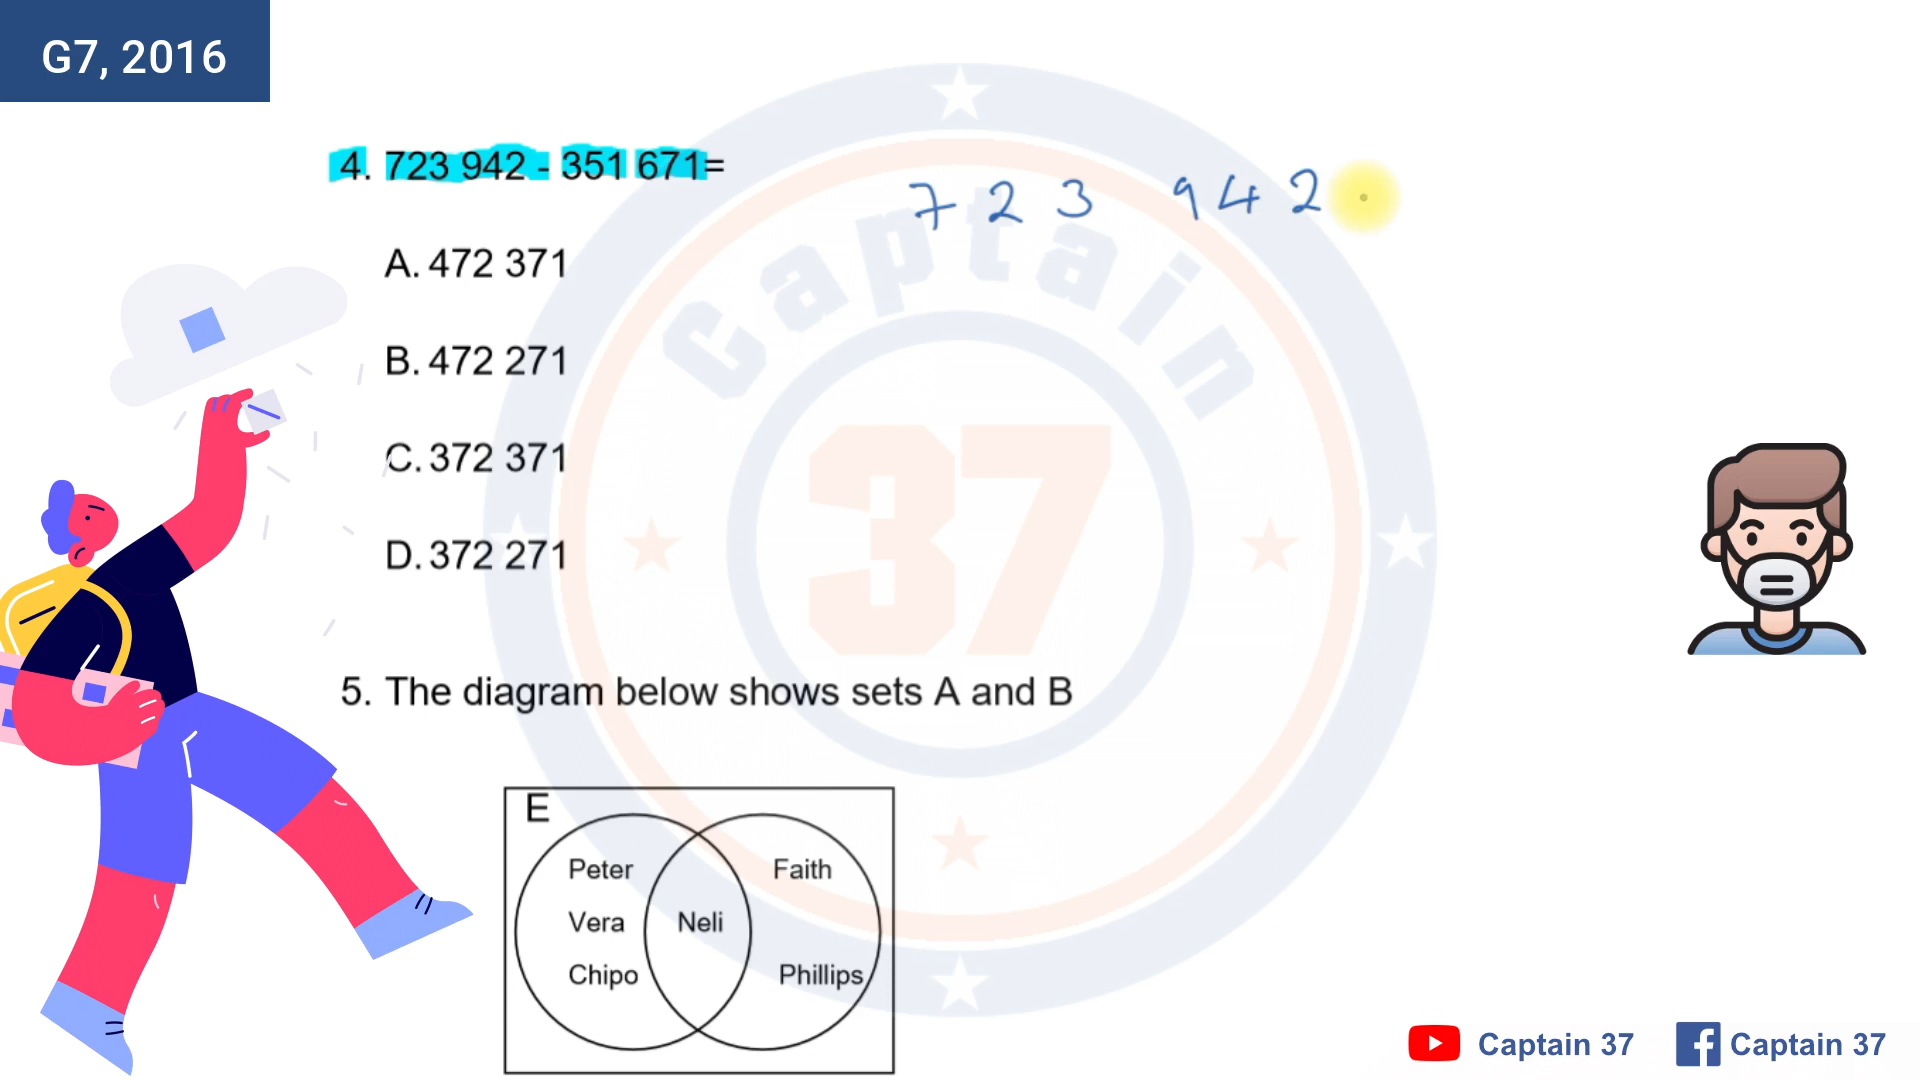 G7, 2016
4. 723 942 - 351 671=
7 2 3 9 4 2
A. 472 371
B. 472 271
C. 372 371
D. 372 271
Captain
37
5. The diagram below shows sets A and B
E
Peter
Faith
Vera
Neli
Chipo
Phillips
Captain 37
Captain 37